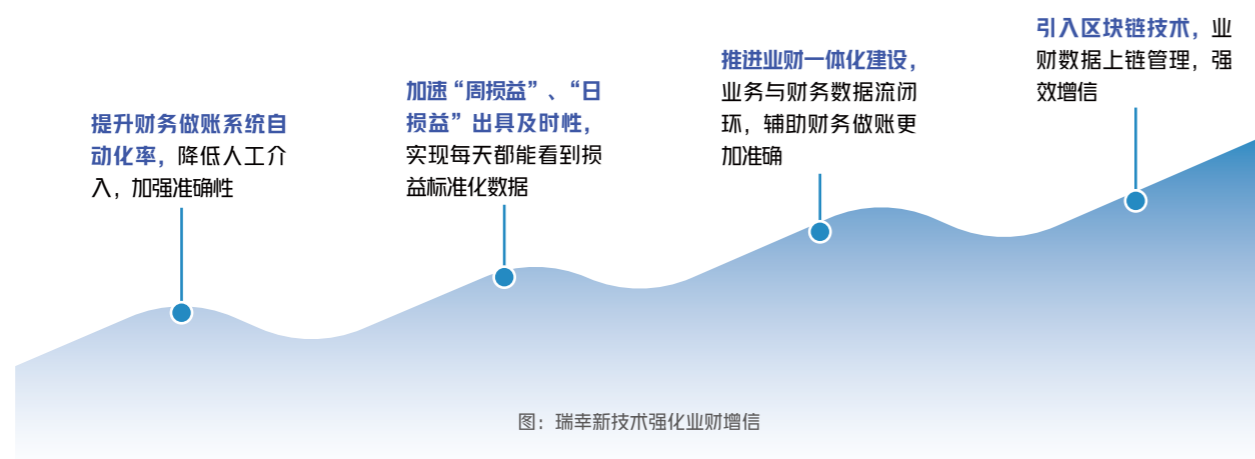 提升财务做账系统自
动化率，降低人工介
入，加强准确性
加速“周损益”、“日
损益”出具及时性，
实现每天都能看到损
益标准化数据
推进业财一体化建设，
业务与财务数据流闭
环，辅助财务做账更
加准确
引入区块链技术，业
财数据上链管理，强
效增信
图：瑞幸新技术强化业财增信